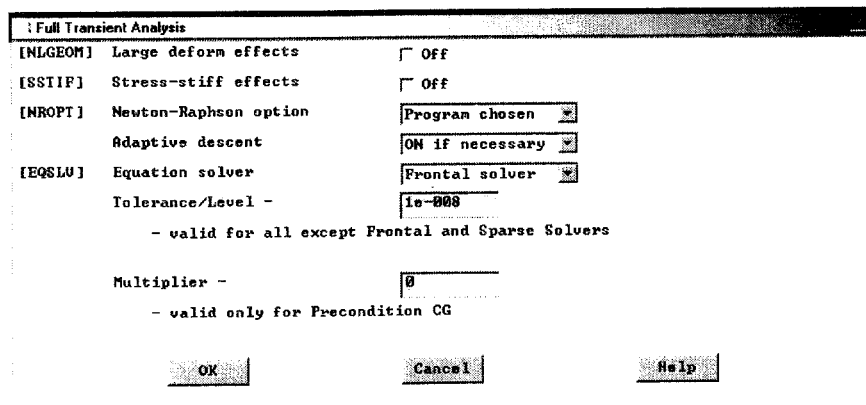 Full Transient Analysis
[NLGEOM] Large deform effects Off
[SSTIF] Stress-stiff effects Off
[NROPT] Newton-Raphson option Program chosen
Adaptive descent ON if necessary
[EQSLV] Equation solver Frontal solver
Tolerance/Level - 1e-008
- valid for all except Frontal and Sparse Solvers
Multiplier - 0
- valid only for Precondition CG
OK Cancel Help